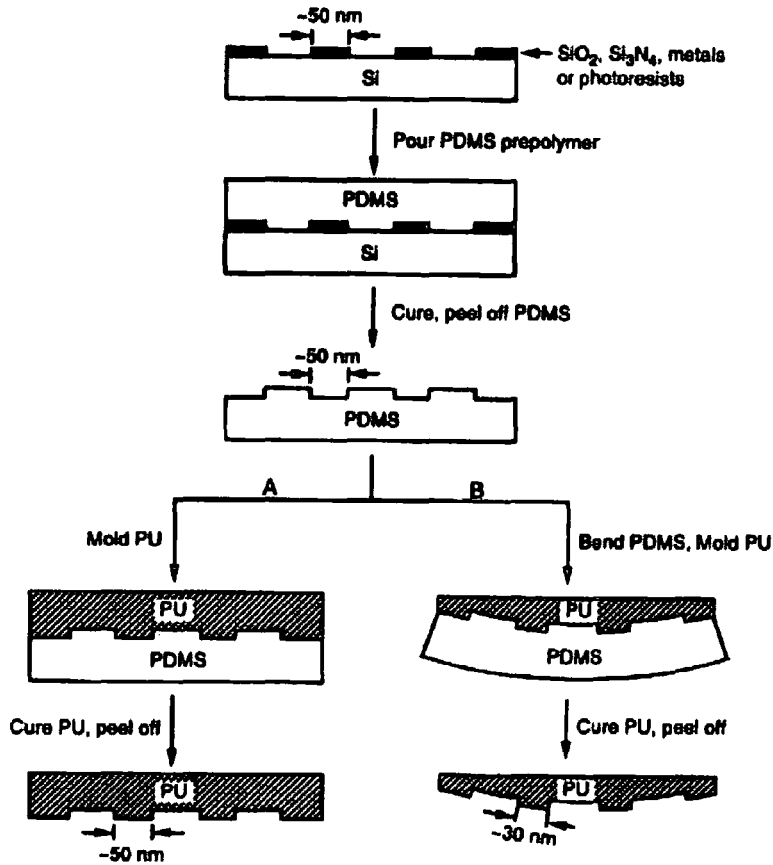 ~50 nm
SiO2, Si3N4, metals
or photoresists
Si
Pour PDMS prepolymer
PDMS
Si
Cure, peel off PDMS
~50 nm
PDMS
A
B
Mold PU
Bend PDMS, Mold PU
PU
PDMS
PU
PDMS
Cure PU, peel off
Cure PU, peel off
PU
~50 nm
PU
~30 nm